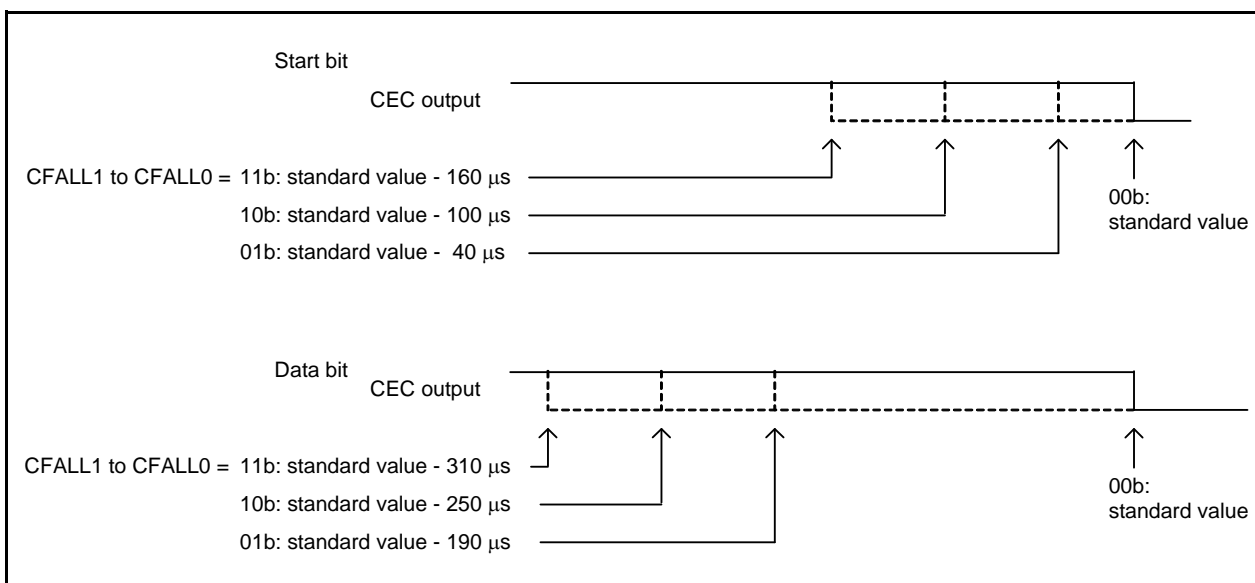 Start bit
CEC output
CFALL1 to CFALL0 = 11b: standard value - 160 μs
10b: standard value - 100 μs
01b: standard value - 40 μs
00b:
standard value
Data bit
CEC output
CFALL1 to CFALL0 = 11b: standard value - 310 μs
10b: standard value - 250 μs
01b: standard value - 190 μs
00b:
standard value